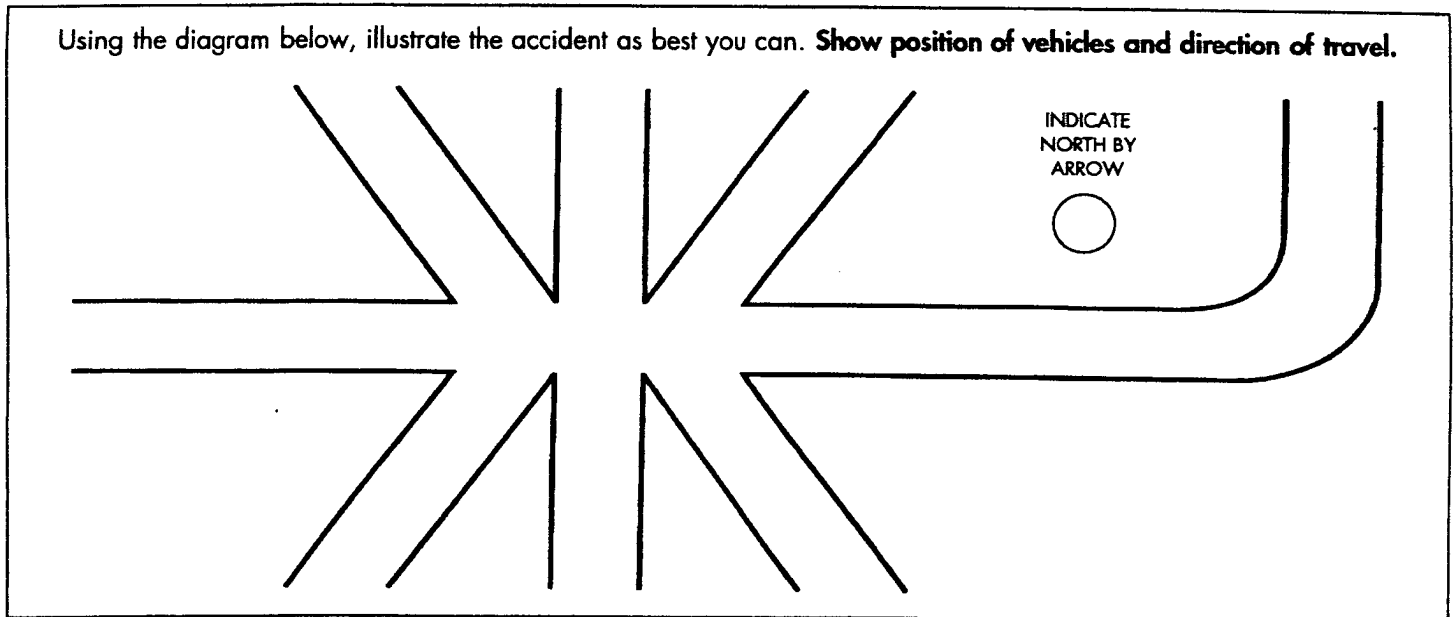 Using the diagram below, illustrate the accident as best you can. Show position of vehicles and direction of travel.
INDICATE
NORTH BY
ARROW